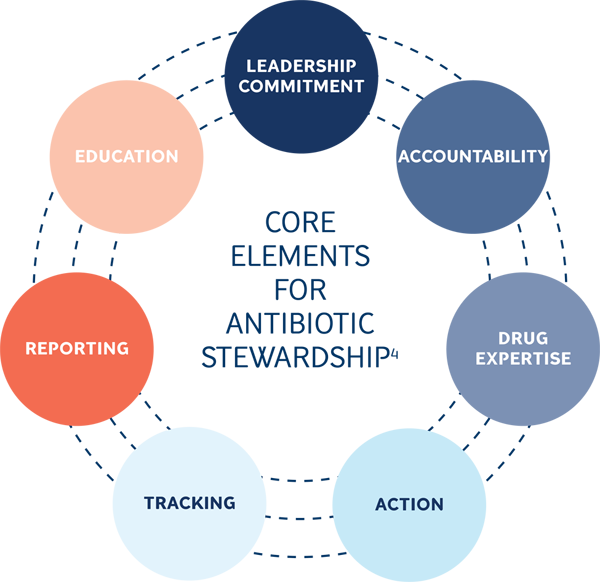 LEADERSHIP
COMMITMENT
ACCOUNTABILITY
DRUG
EXPERTISE
ACTION
TRACKING
REPORTING
EDUCATION
CORE
ELEMENTS
FOR
ANTIBIOTIC
STEWARDSHIP⁴